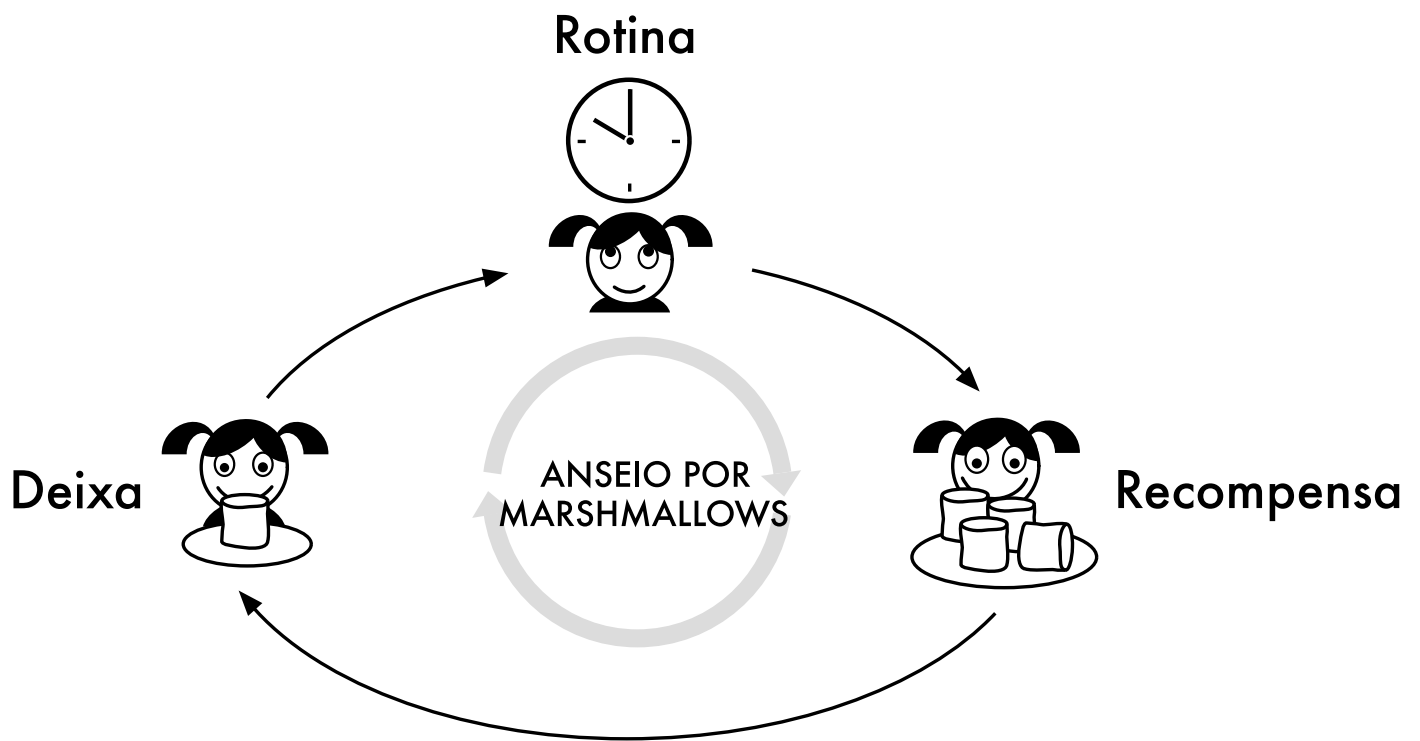 Rotina
Deixa
ANSEIO POR
MARSHMALLOWS
Recompensa